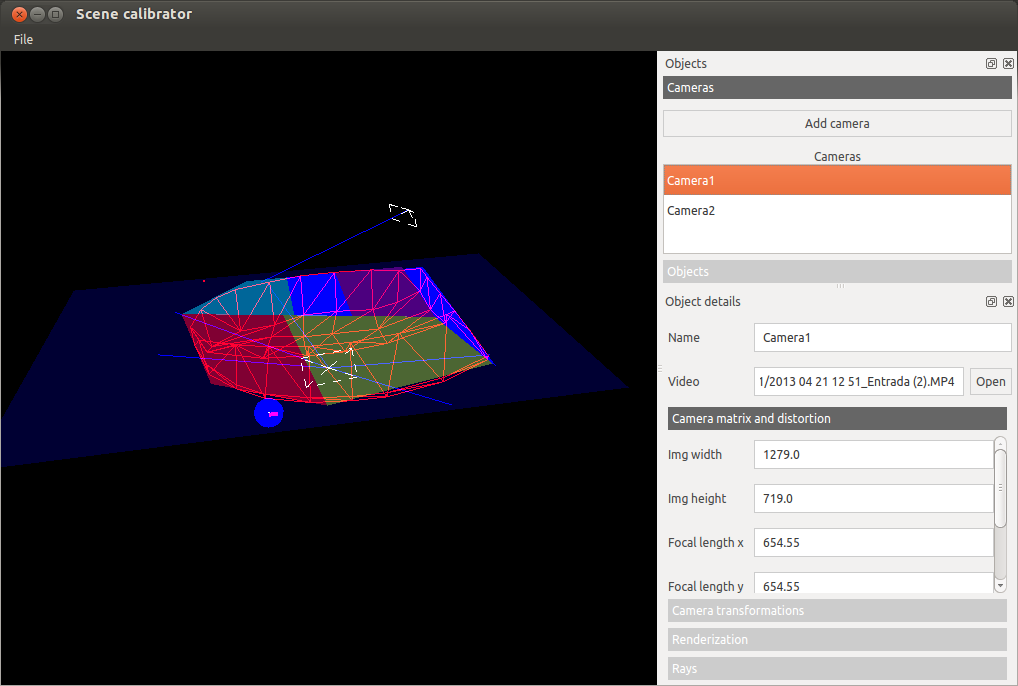 Scene calibrator
File
Objects
Cameras
Add camera
Cameras
Camera1
Camera2
Objects
Object details
Name Camera1
Video 1/2013 04 21 12 51_Entrada (2).MP4 Open
Camera matrix and distortion
Img width 1279.0
Img height 719.0
Focal length x 654.55
Focal length y 654.55
Camera transformations
Renderization
Rays